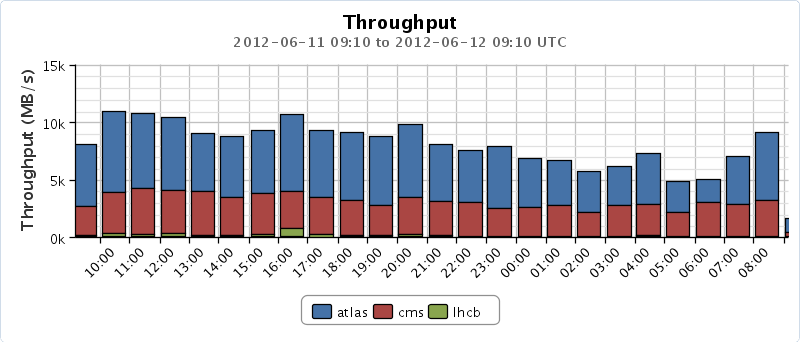 Throughput
2012-06-11 09:10 to 2012-06-12 09:10 UTC
Throughput (MB/s)
15k
10k
5k
0k
10:00 11:00 12:00 13:00 14:00 15:00 16:00 17:00 18:00 19:00 20:00 21:00 22:00 23:00 00:00 01:00 02:00 03:00 04:00 05:00 06:00 07:00 08:00
atlas cms lhcb